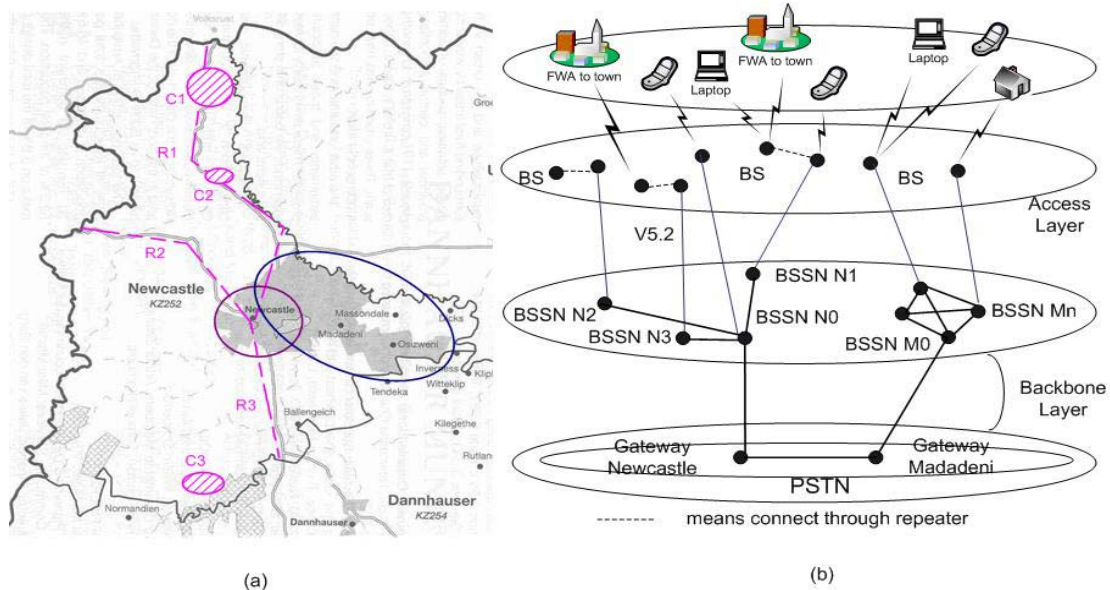 Volksrust
C1
R1
C2
R2
Newcastle
KZ252
Newcastle
Massondale
Madadeni
Osizweni
Dicks
Inverness
Witteklip
Tendeka
Ballengeich
R3
Kilegethe
C3
Normandien
Dannhauser
KZ254
Dannhauser
(a)
FWA to town
Laptop
FWA to town
Laptop
BS
BS
BS
Access
Layer
V5.2
BSSN N1
BSSN N2
BSSN N0
BSSN Mn
BSSN N3
BSSN M0
Backbone
Layer
Gateway
Newcastle
Gateway
Madadeni
PSTN
means connect through repeater
(b)